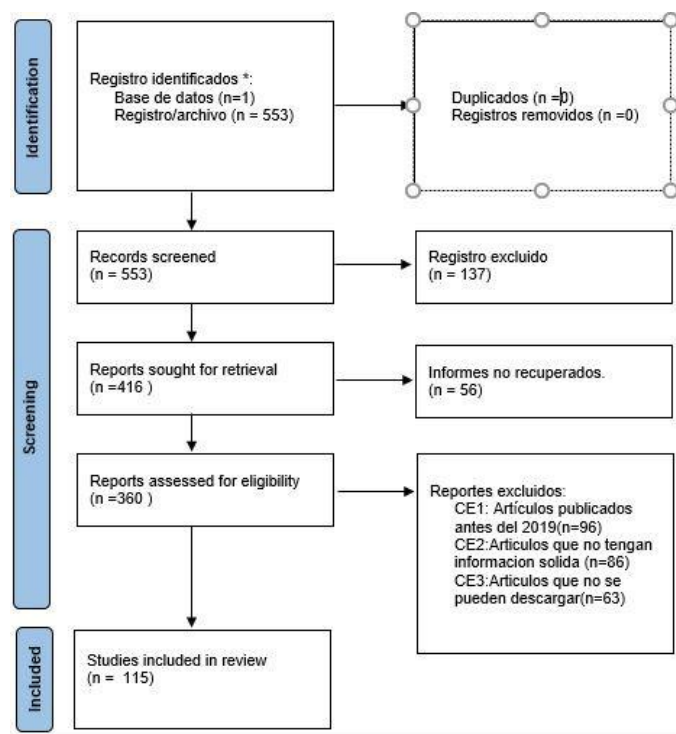 Identification
Registro identificados *:
Base de datos (n=1)
Registro/archivo (n = 553)
Duplicados (n =0)
Registros removidos (n =0)
Screening
Records screened
(n = 553)
Registro excluido
(n = 137)
Reports sought for retrieval
(n =416 )
Informes no recuperados.
(n = 56)
Reports assessed for eligibility
(n =360 )
Reportes excluidos:
CE1: Artículos publicados
antes del 2019(n=96)
CE2:Articulos que no tengan
informacion solida (n=86)
CE3:Articulos que no se
pueden descargar(n=63)
Included
Studies included in review
(n = 115)